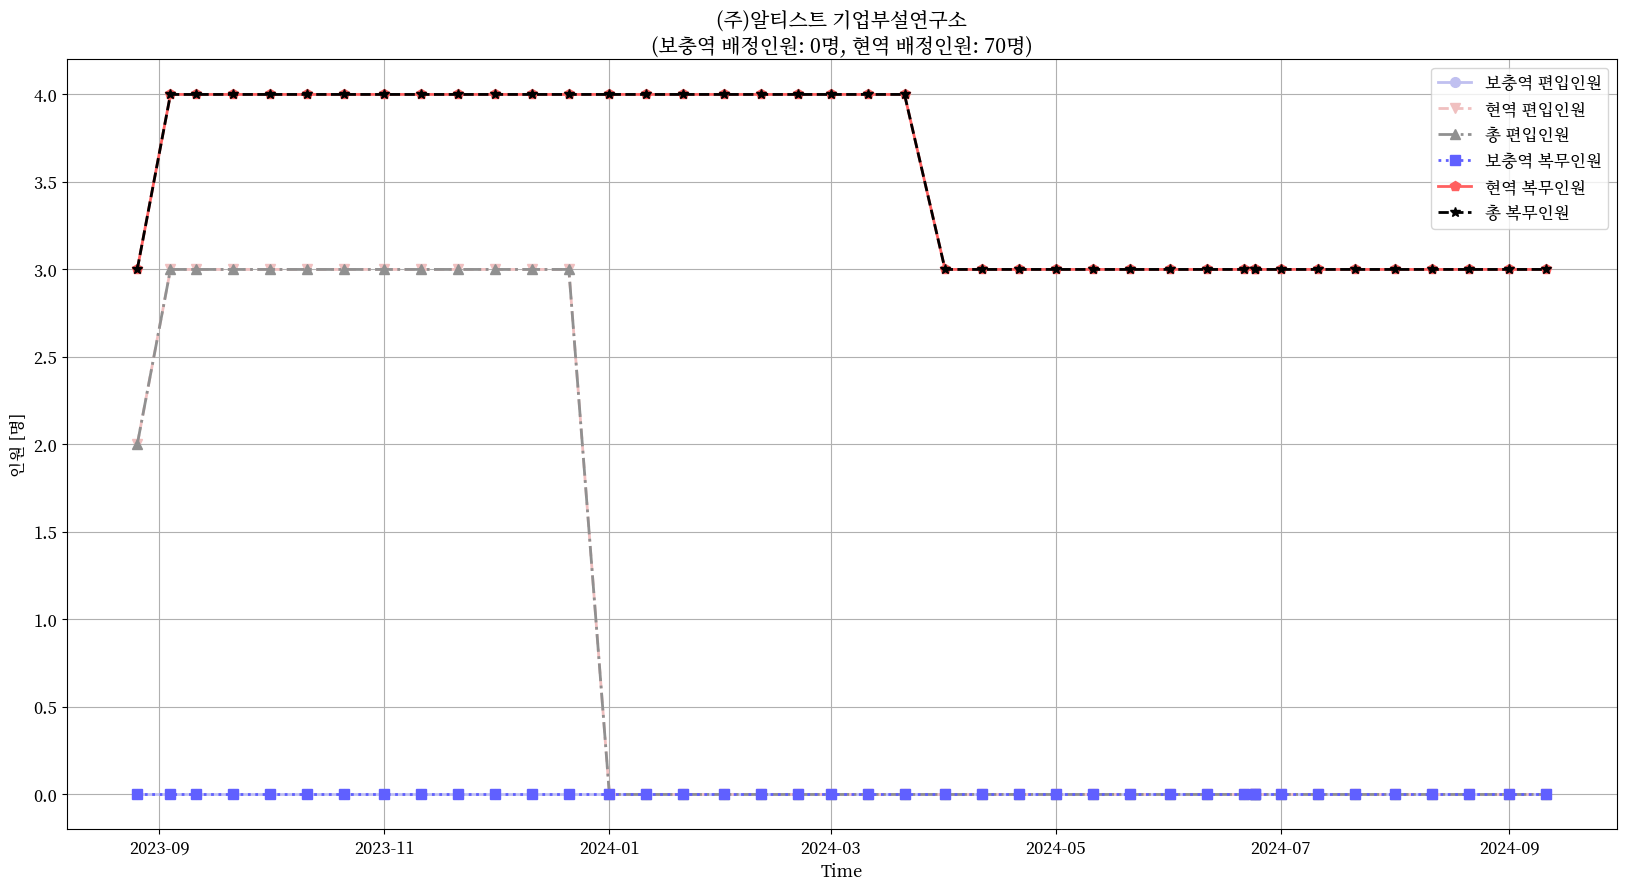 (주)알티스트 기업부설연구소
(보충역 배정인원: 0명, 현역 배정인원: 70명)
보충역 편입인원
현역 편입인원
총 편입인원
보충역 복무인원
현역 복무인원
총 복무인원
인원 [명]
4.0
3.5
3.0
2.5
2.0
1.5
1.0
0.5
0.0
2023-09
2023-11
2024-01
2024-03
2024-05
2024-07
2024-09
Time